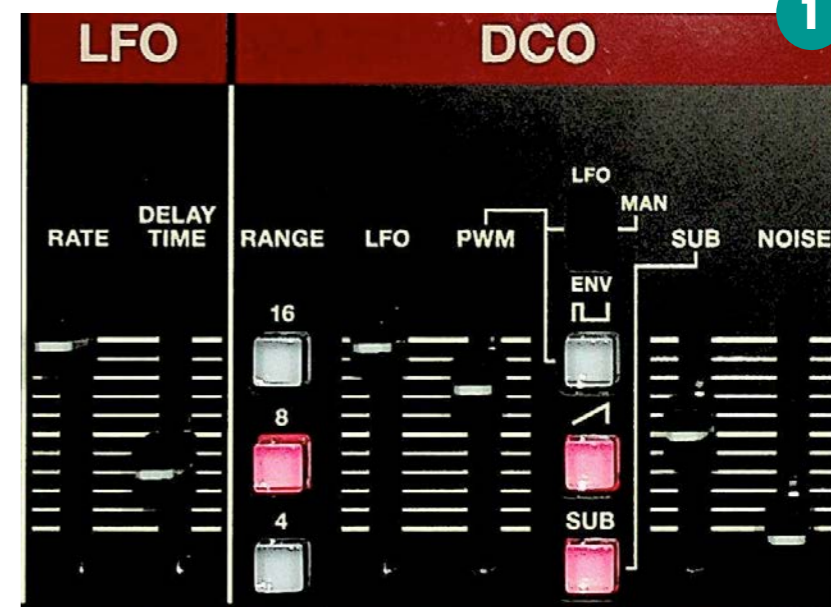 LFO
DCO
1
RATE
DELAY
TIME
RANGE
LFO
PWM
LFO
MAN
ENV
SUB
NOISE
16
8
4
SUB